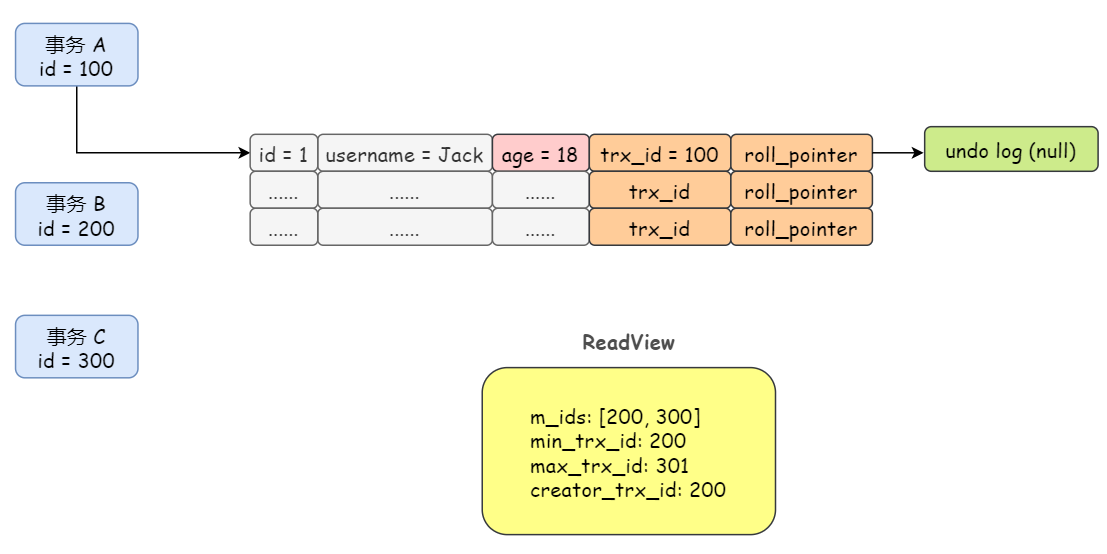 事务 A
id = 100
id = 1 username = Jack age = 18 trx_id = 100 roll_pointer
undo log (null)
...... ...... ...... trx_id roll_pointer
...... ...... ...... trx_id roll_pointer
事务 B
id = 200
事务 C
id = 300
ReadView
m_ids: [200, 300]
min_trx_id: 200
max_trx_id: 301
creator_trx_id: 200